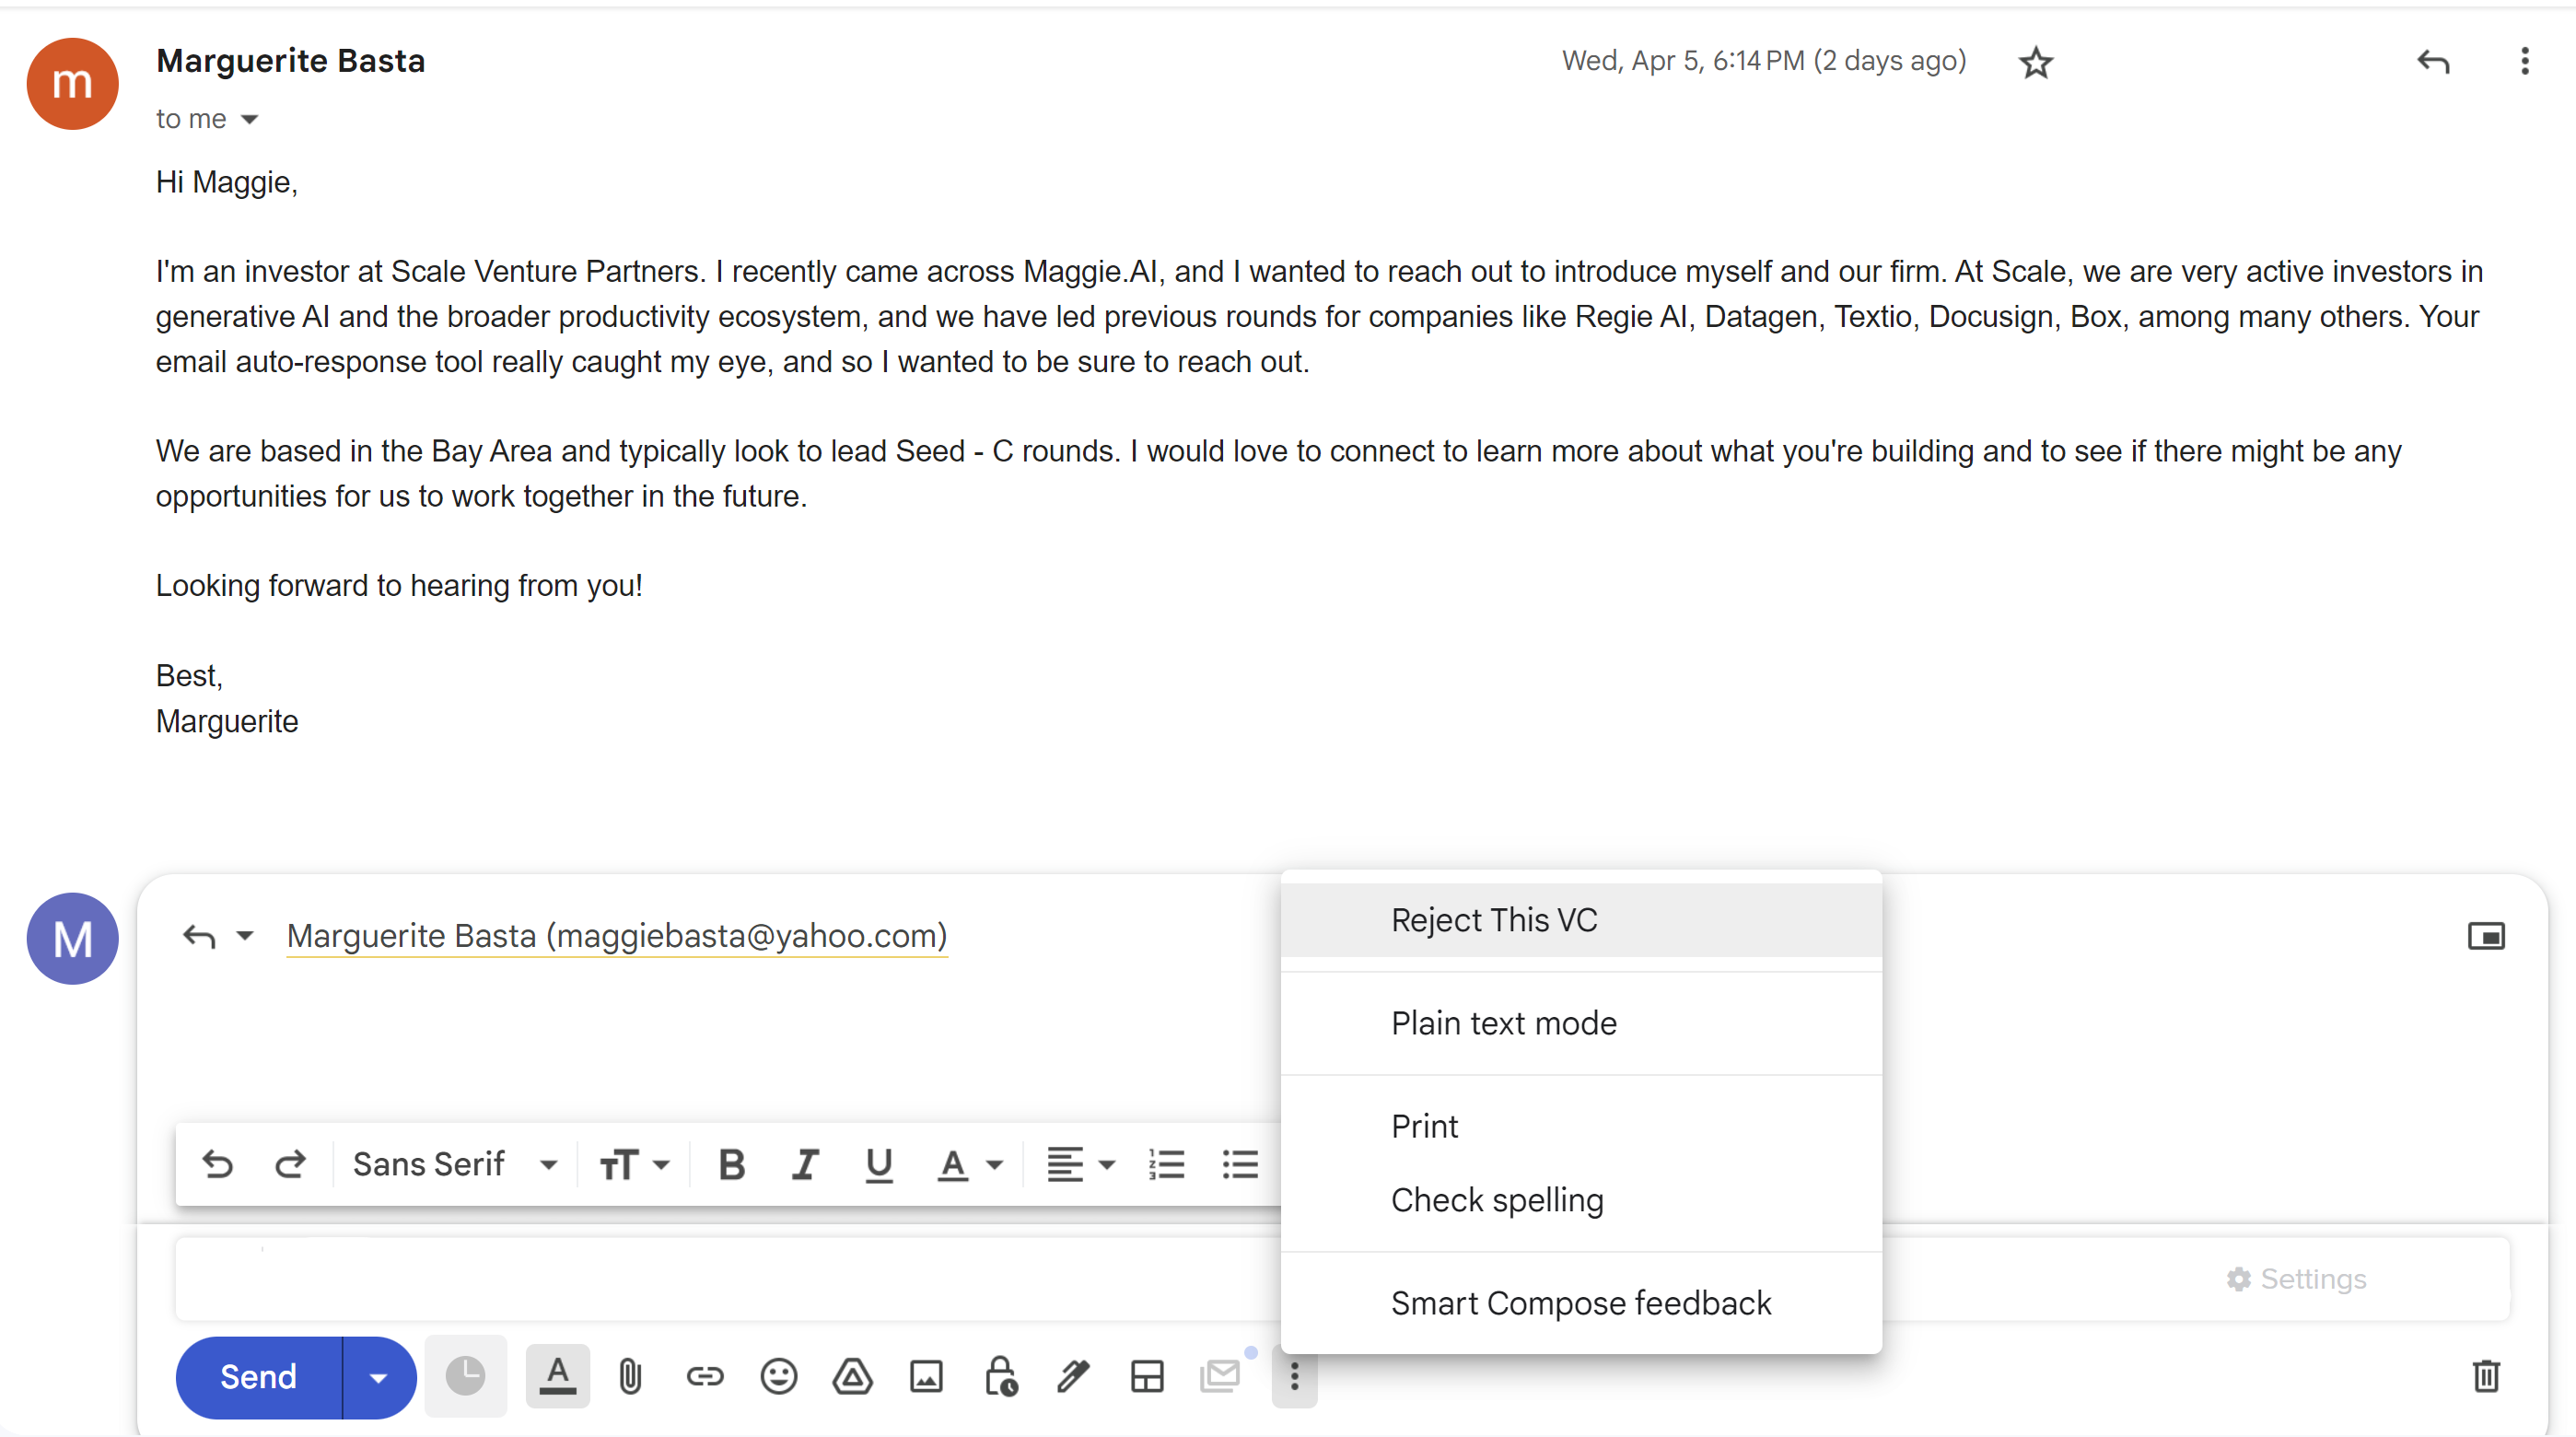 Marguerite Basta
Wed, Apr 5, 6:14 PM (2 days ago)
m
to me
Hi Maggie,
I'm an investor at Scale Venture Partners. I recently came across Maggie.AI, and I wanted to reach out to introduce myself and our firm. At Scale, we are very active investors in
generative AI and the broader productivity ecosystem, and we have led previous rounds for companies like Regie AI, Datagen, Textio, Docusign, Box, among many others. Your
email auto-response tool really caught my eye, and so I wanted to be sure to reach out.
We are based in the Bay Area and typically look to lead Seed - C rounds. I would love to connect to learn more about what you're building and to see if there might be any
opportunities for us to work together in the future.
Looking forward to hearing from you!
Best,
Marguerite
M
Marguerite Basta (maggiebasta@yahoo.com)
Reject This VC
Plain text mode
Print
Check spelling
Smart Compose feedback
Sans Serif
Settings
Send